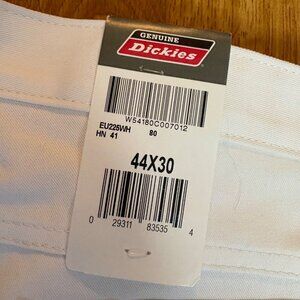 GENUINE
Dickies
W54180C007012
EU225WH
HN 41 80
44X30
0 29311 83535 4